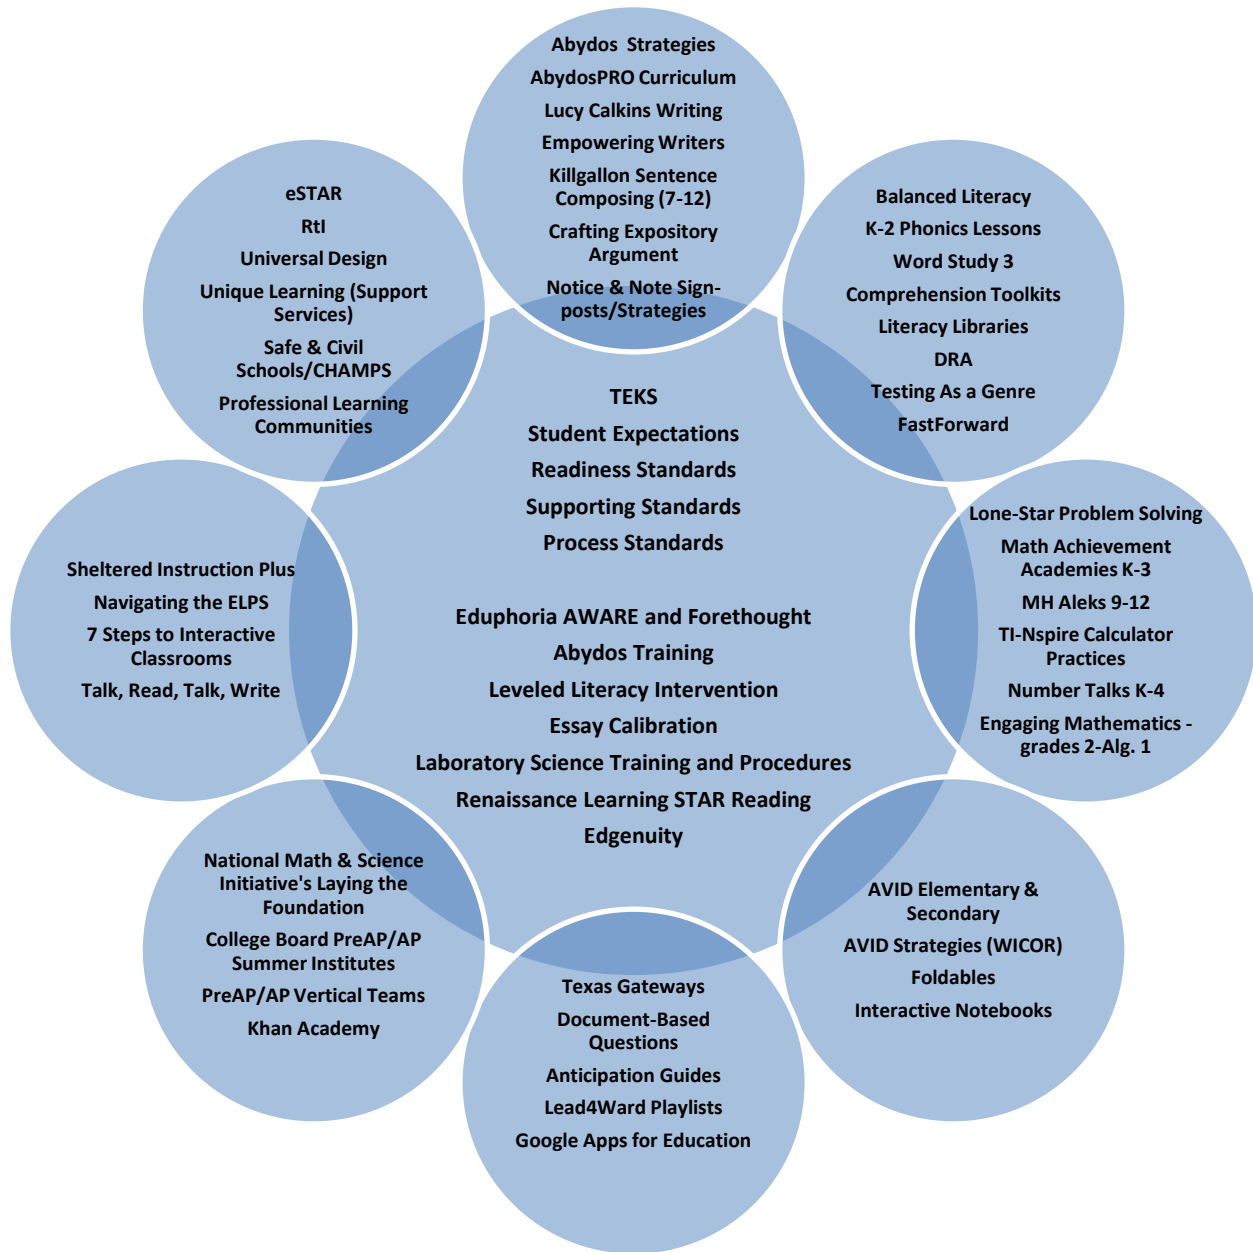 Abydos Strategies
AbydosPRO Curriculum
Lucy Calkins Writing
Empowering Writers
Killgallon Sentence
Composing (7-12)
Crafting Expository
Argument
Notice & Note Sign-
posts/Strategies
Balanced Literacy
K-2 Phonics Lessons
Word Study 3
Comprehension Toolkits
Literacy Libraries
DRA
Testing As a Genre
FastForward
Lone-Star Problem Solving
Math Achievement
Academies K-3
MH Aleks 9-12
TI-Nspire Calculator
Practices
Number Talks K-4
Engaging Mathematics -
grades 2-Alg. 1
AVID Elementary &
Secondary
AVID Strategies (WICOR)
Foldables
Interactive Notebooks
Texas Gateways
Document-Based
Questions
Anticipation Guides
Lead4Ward Playlists
Google Apps for Education
National Math & Science
Initiative's Laying the
Foundation
College Board PreAP/AP
Summer Institutes
PreAP/AP Vertical Teams
Khan Academy
Sheltered Instruction Plus
Navigating the ELPS
7 Steps to Interactive
Classrooms
Talk, Read, Talk, Write
eSTAR
RtI
Universal Design
Unique Learning (Support
Services)
Safe & Civil
Schools/CHAMPS
Professional Learning
Communities
TEKS
Student Expectations
Readiness Standards
Supporting Standards
Process Standards
Eduphoria AWARE and Forethought
Abydos Training
Leveled Literacy Intervention
Essay Calibration
Laboratory Science Training and Procedures
Renaissance Learning STAR Reading
Edgenuity